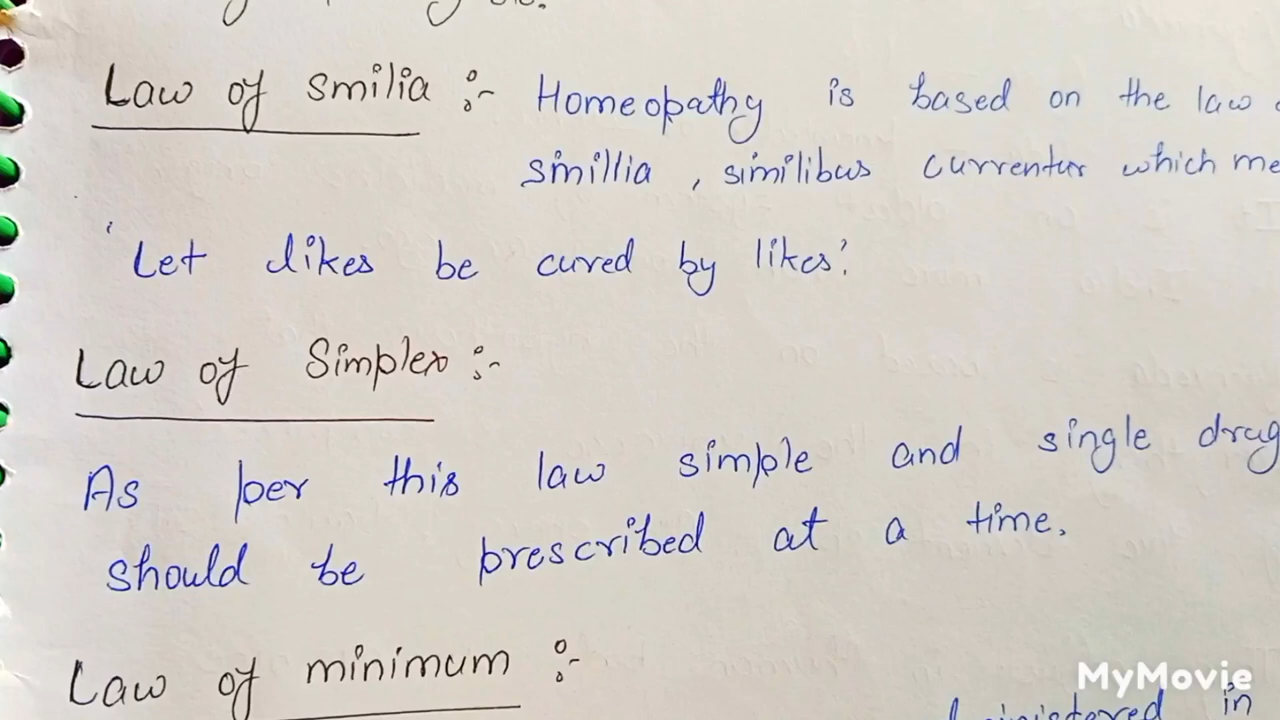 Law of smilia :- Homeopathy is based on the law
smillia, similibus currentur which me
'Let likes be cured by likes'.
Law of Simplex :-
As per this law simple and single drug
should be prescribed at a time.
Law of minimum :-
MyMovie
in